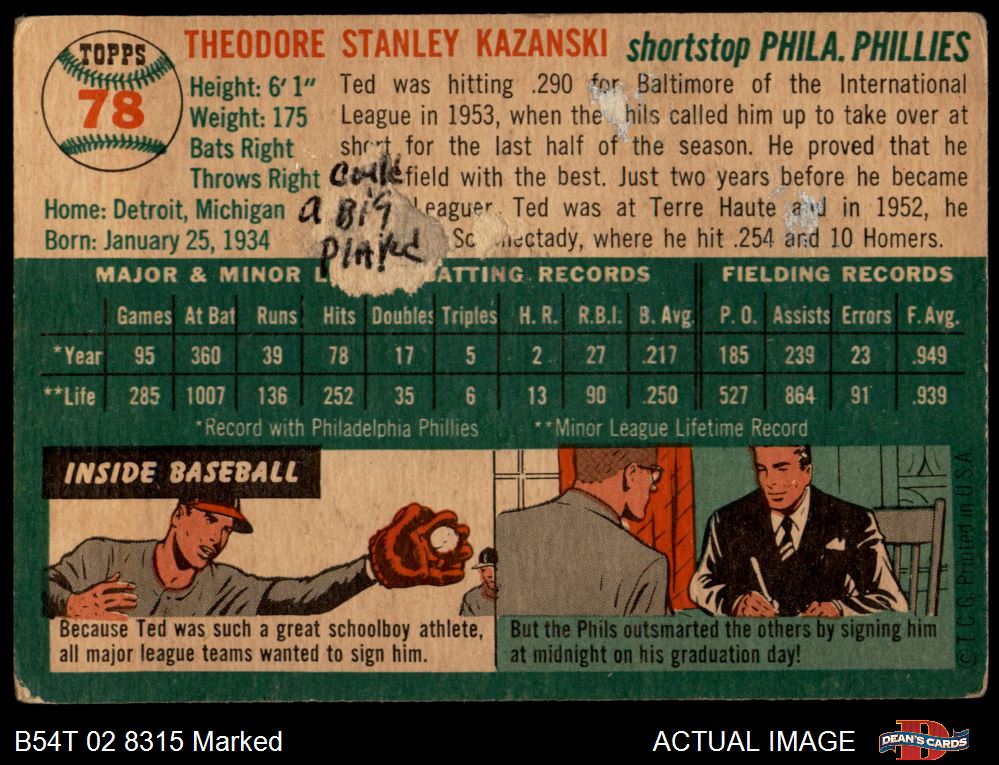 TOPPS
78
THEODORE STANLEY KAZANSKI shortstop PHILA. PHILLIES
Height: 6' 1"
Weight: 175
Bats Right
Throws Right
Home: Detroit, Michigan
Born: January 25, 1934
Ted was hitting .290 for Baltimore of the International
League in 1953, when the hils called him up to take over at
short for the last half of the season. He proved that he
field with the best. Just two years before he became
a Big Leaguer, Ted was at Terre Haute and in 1952, he
played Schenectady, where he hit .254 and 10 Homers.
MAJOR & MINOR L ATTING RECORDS FIELDING RECORDS
Games At Bat Runs Hits Doubles Triples H. R. R.B.I. B. Avg. P. O. Assists Errors F. Avg.
*Year 95 360 39 78 17 5 2 27 .217 185 239 23 .949
**Life 285 1007 136 252 35 6 13 90 .250 527 864 91 .939
*Record with Philadelphia Phillies **Minor League Lifetime Record
INSIDE BASEBALL
Because Ted was such a great schoolboy athlete,
all major league teams wanted to sign him.
But the Phils outsmarted the others by signing him
at midnight on his graduation day!
© T.C.G. Printed in U.S.A.
B54T 02 8315 Marked
ACTUAL IMAGE
DEAN'S CARDS